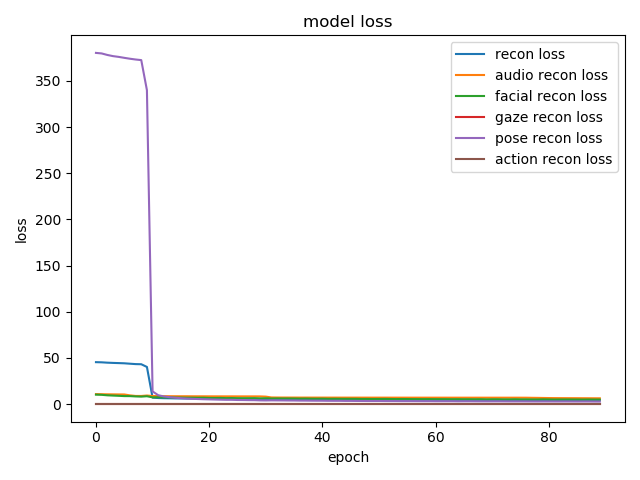 model loss
recon loss
audio recon loss
facial recon loss
gaze recon loss
pose recon loss
action recon loss
loss
350
300
250
200
150
100
50
0
0 20 40 60 80
epoch